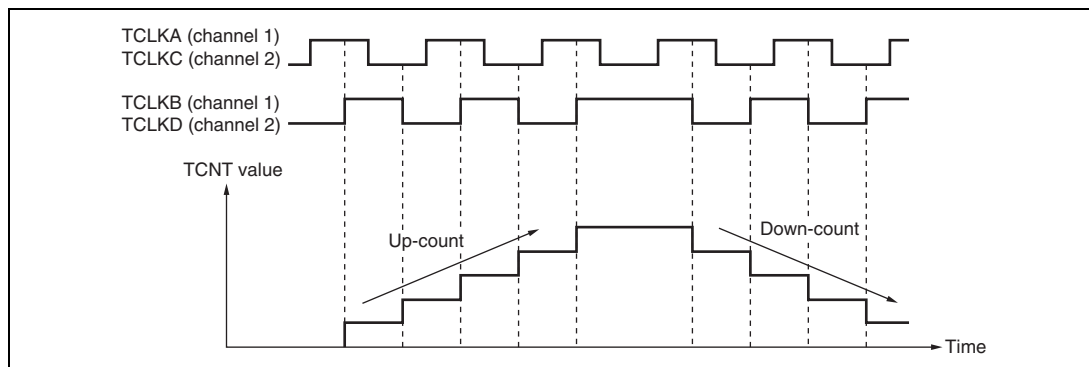 TCLKA (channel 1)
TCLKC (channel 2)
TCLKB (channel 1)
TCLKD (channel 2)
TCNT value
Up-count
Down-count
Time